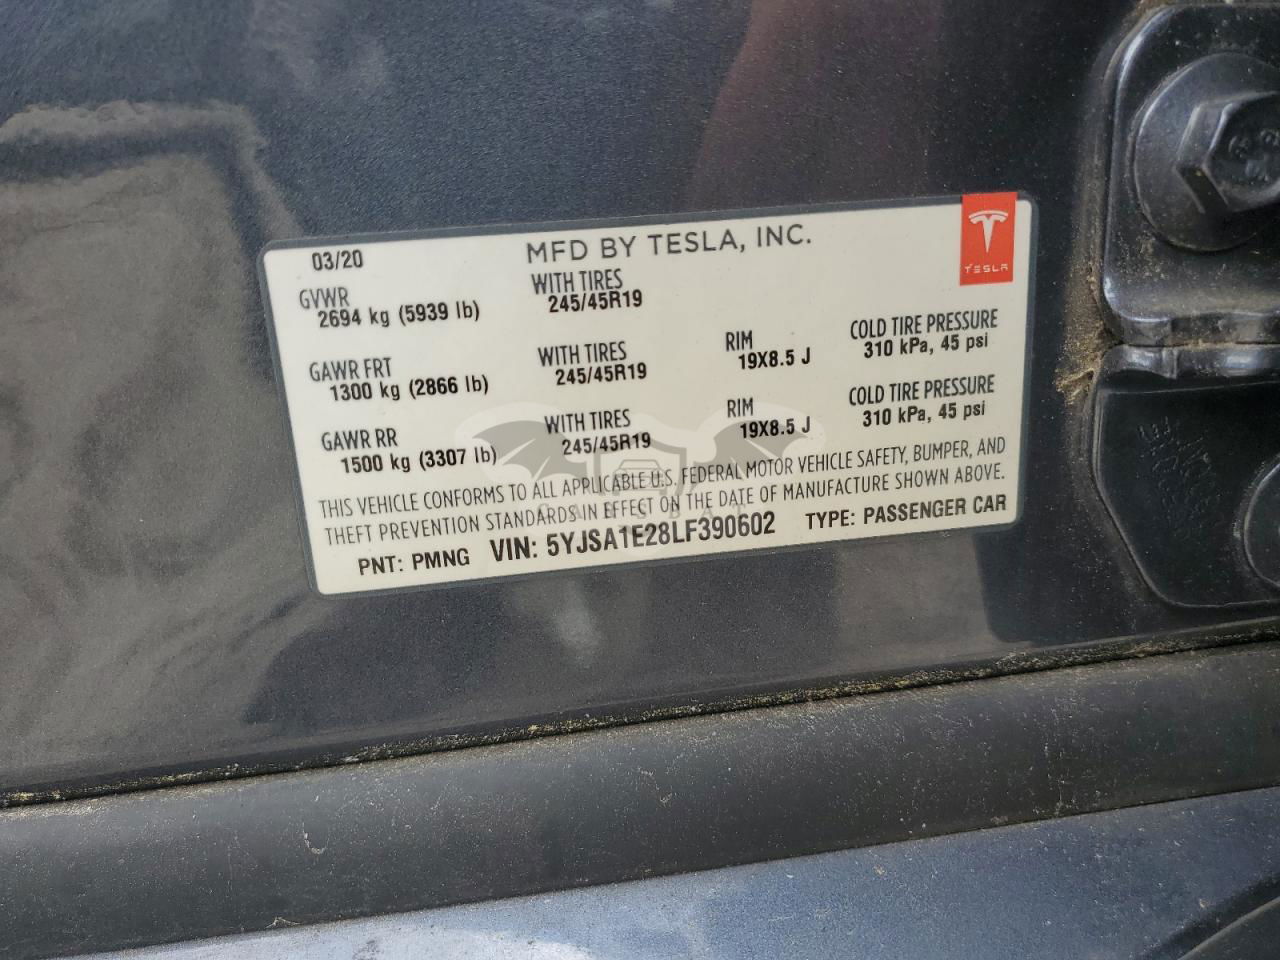 03/20 MFD BY TESLA, INC.
TESLA
GVWR WITH TIRES
2694 kg (5939 lb) 245/45R19
GAWR FRT WITH TIRES RIM COLD TIRE PRESSURE
1300 kg (2866 lb) 245/45R19 19X8.5 J 310 kPa, 45 psi
GAWR RR WITH TIRES RIM COLD TIRE PRESSURE
1500 kg (3307 lb) 245/45R19 19X8.5 J 310 kPa, 45 psi
THIS VEHICLE CONFORMS TO ALL APPLICABLE U.S. FEDERAL MOTOR VEHICLE SAFETY, BUMPER, AND
THEFT PREVENTION STANDARDS IN EFFECT ON THE DATE OF MANUFACTURE SHOWN ABOVE.
PNT: PMNG VIN: 5YJSA1E28LF390602 TYPE: PASSENGER CAR